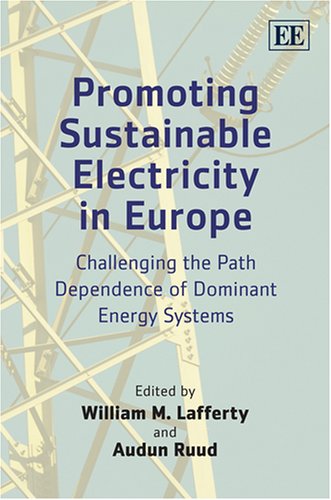 EE
Promoting
Sustainable
Electricity
in Europe
Challenging the Path
Dependence of Dominant
Energy Systems
Edited by
William M. Lafferty
and
Audun Ruud